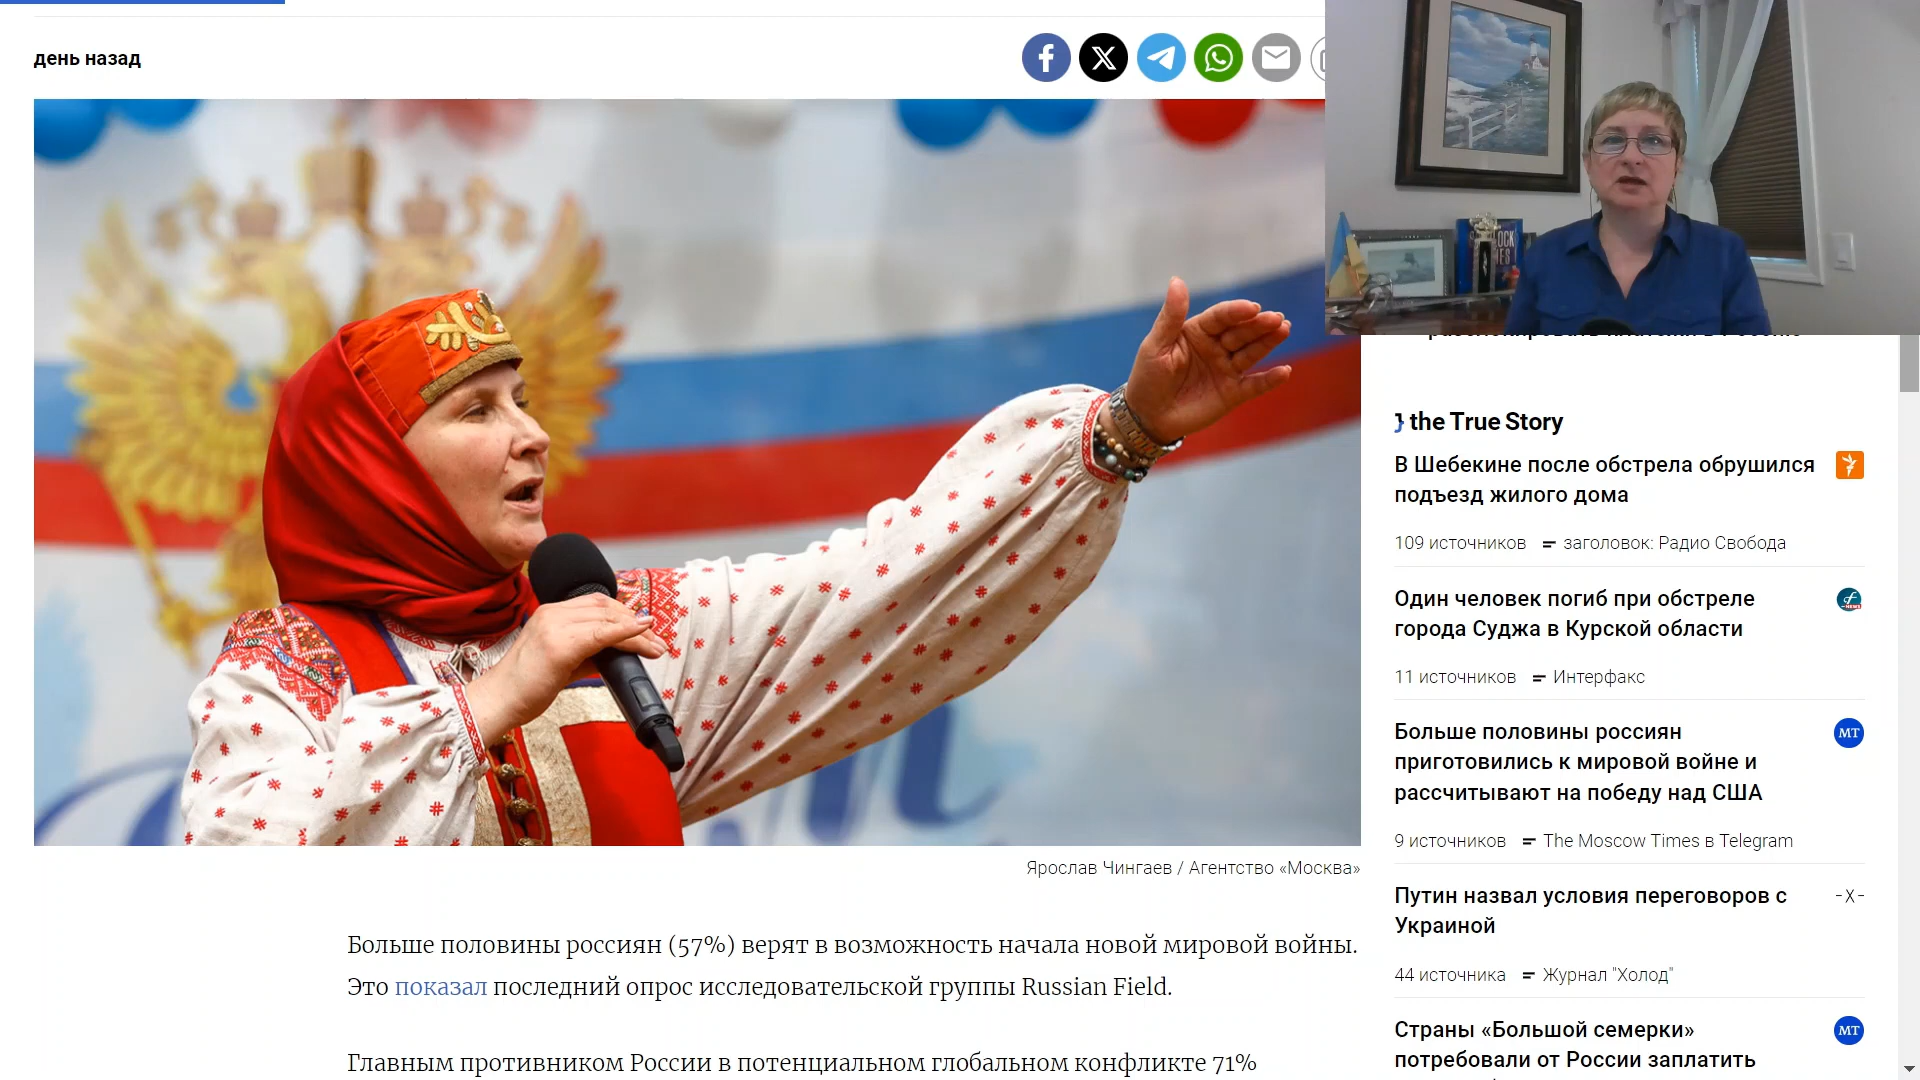 день назад
} the True Story
В Шебекине после обстрела обрушился
подъезд жилого дома
109 источников
заголовок: Радио Свобода
Один человек погиб при обстреле
города Суджа в Курской области
11 источников
Интерфакс
Больше половины россиян
приготовились к мировой войне и
рассчитывают на победу над США
MT
9 источников
The Moscow Times в Telegram
Путин назвал условия переговоров с
Украиной
-X-
44 источника
Журнал "Холод"
Страны «Большой семерки»
потребовали от России заплатить
MT
Ярослав Чингаев / Агентство «Москва»
Больше половины россиян (57%) верят в возможность начала новой мировой войны.
Это показал последний опрос исследовательской группы Russian Field.
Главным противником России в потенциальном глобальном конфликте 71%